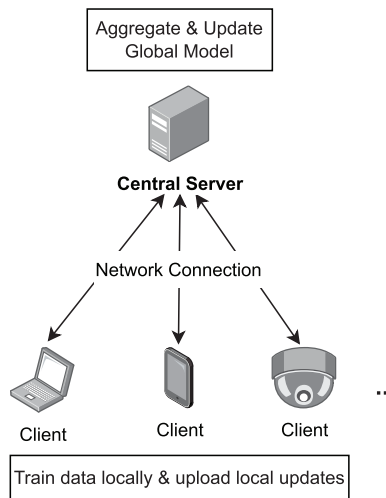 Aggregate & Update
Global Model
Central Server
Network Connection
Client
Client
Client
..
Train data locally & upload local updates